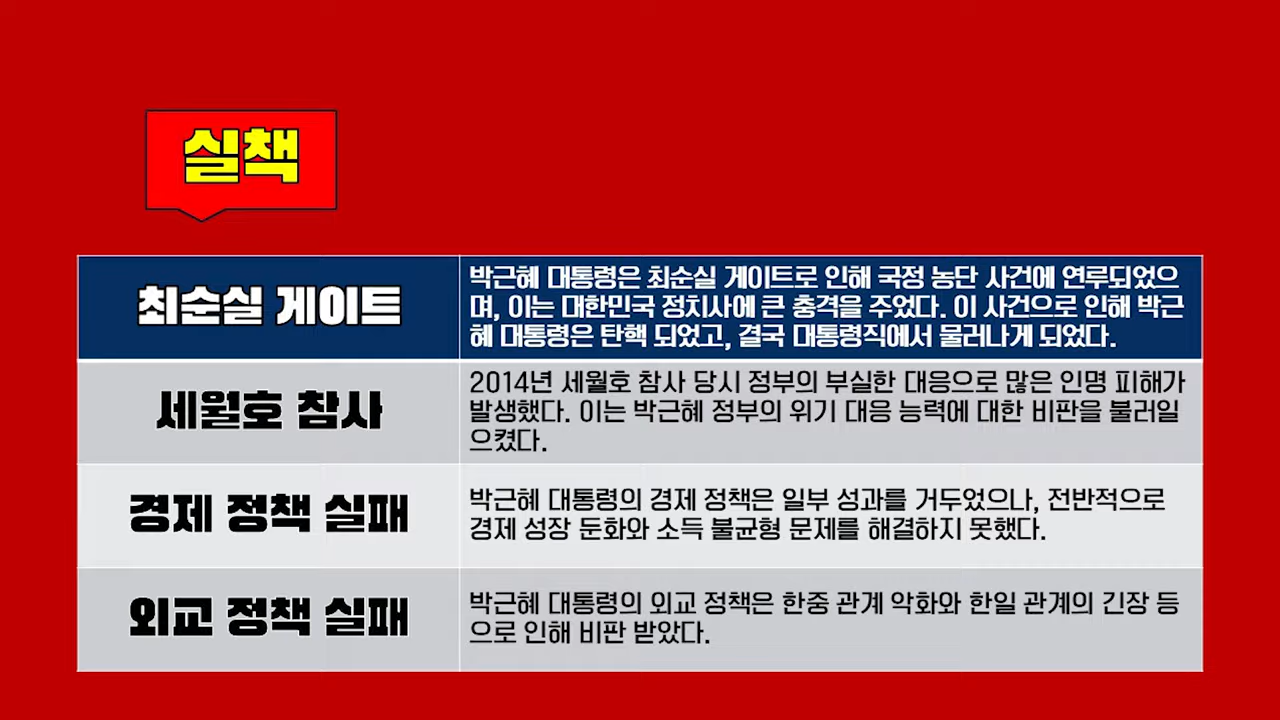 실책
최순실 게이트
박근혜 대통령은 최순실 게이트로 인해 국정 농단 사건에 연루되었으
며, 이는 대한민국 정치사에 큰 충격을 주었다. 이 사건으로 인해 박근
혜 대통령은 탄핵 되었고, 결국 대통령직에서 물러나게 되었다.
세월호 참사
2014년 세월호 참사 당시 정부의 부실한 대응으로 많은 인명 피해가
발생했다. 이는 박근혜 정부의 위기 대응 능력에 대한 비판을 불러일
으켰다.
경제 정책 실패
박근혜 대통령의 경제 정책은 일부 성과를 거두었으나, 전반적으로
경제 성장 둔화와 소득 불균형 문제를 해결하지 못했다.
외교 정책 실패
박근혜 대통령의 외교 정책은 한중 관계 악화와 한일 관계의 긴장 등
으로 인해 비판 받았다.